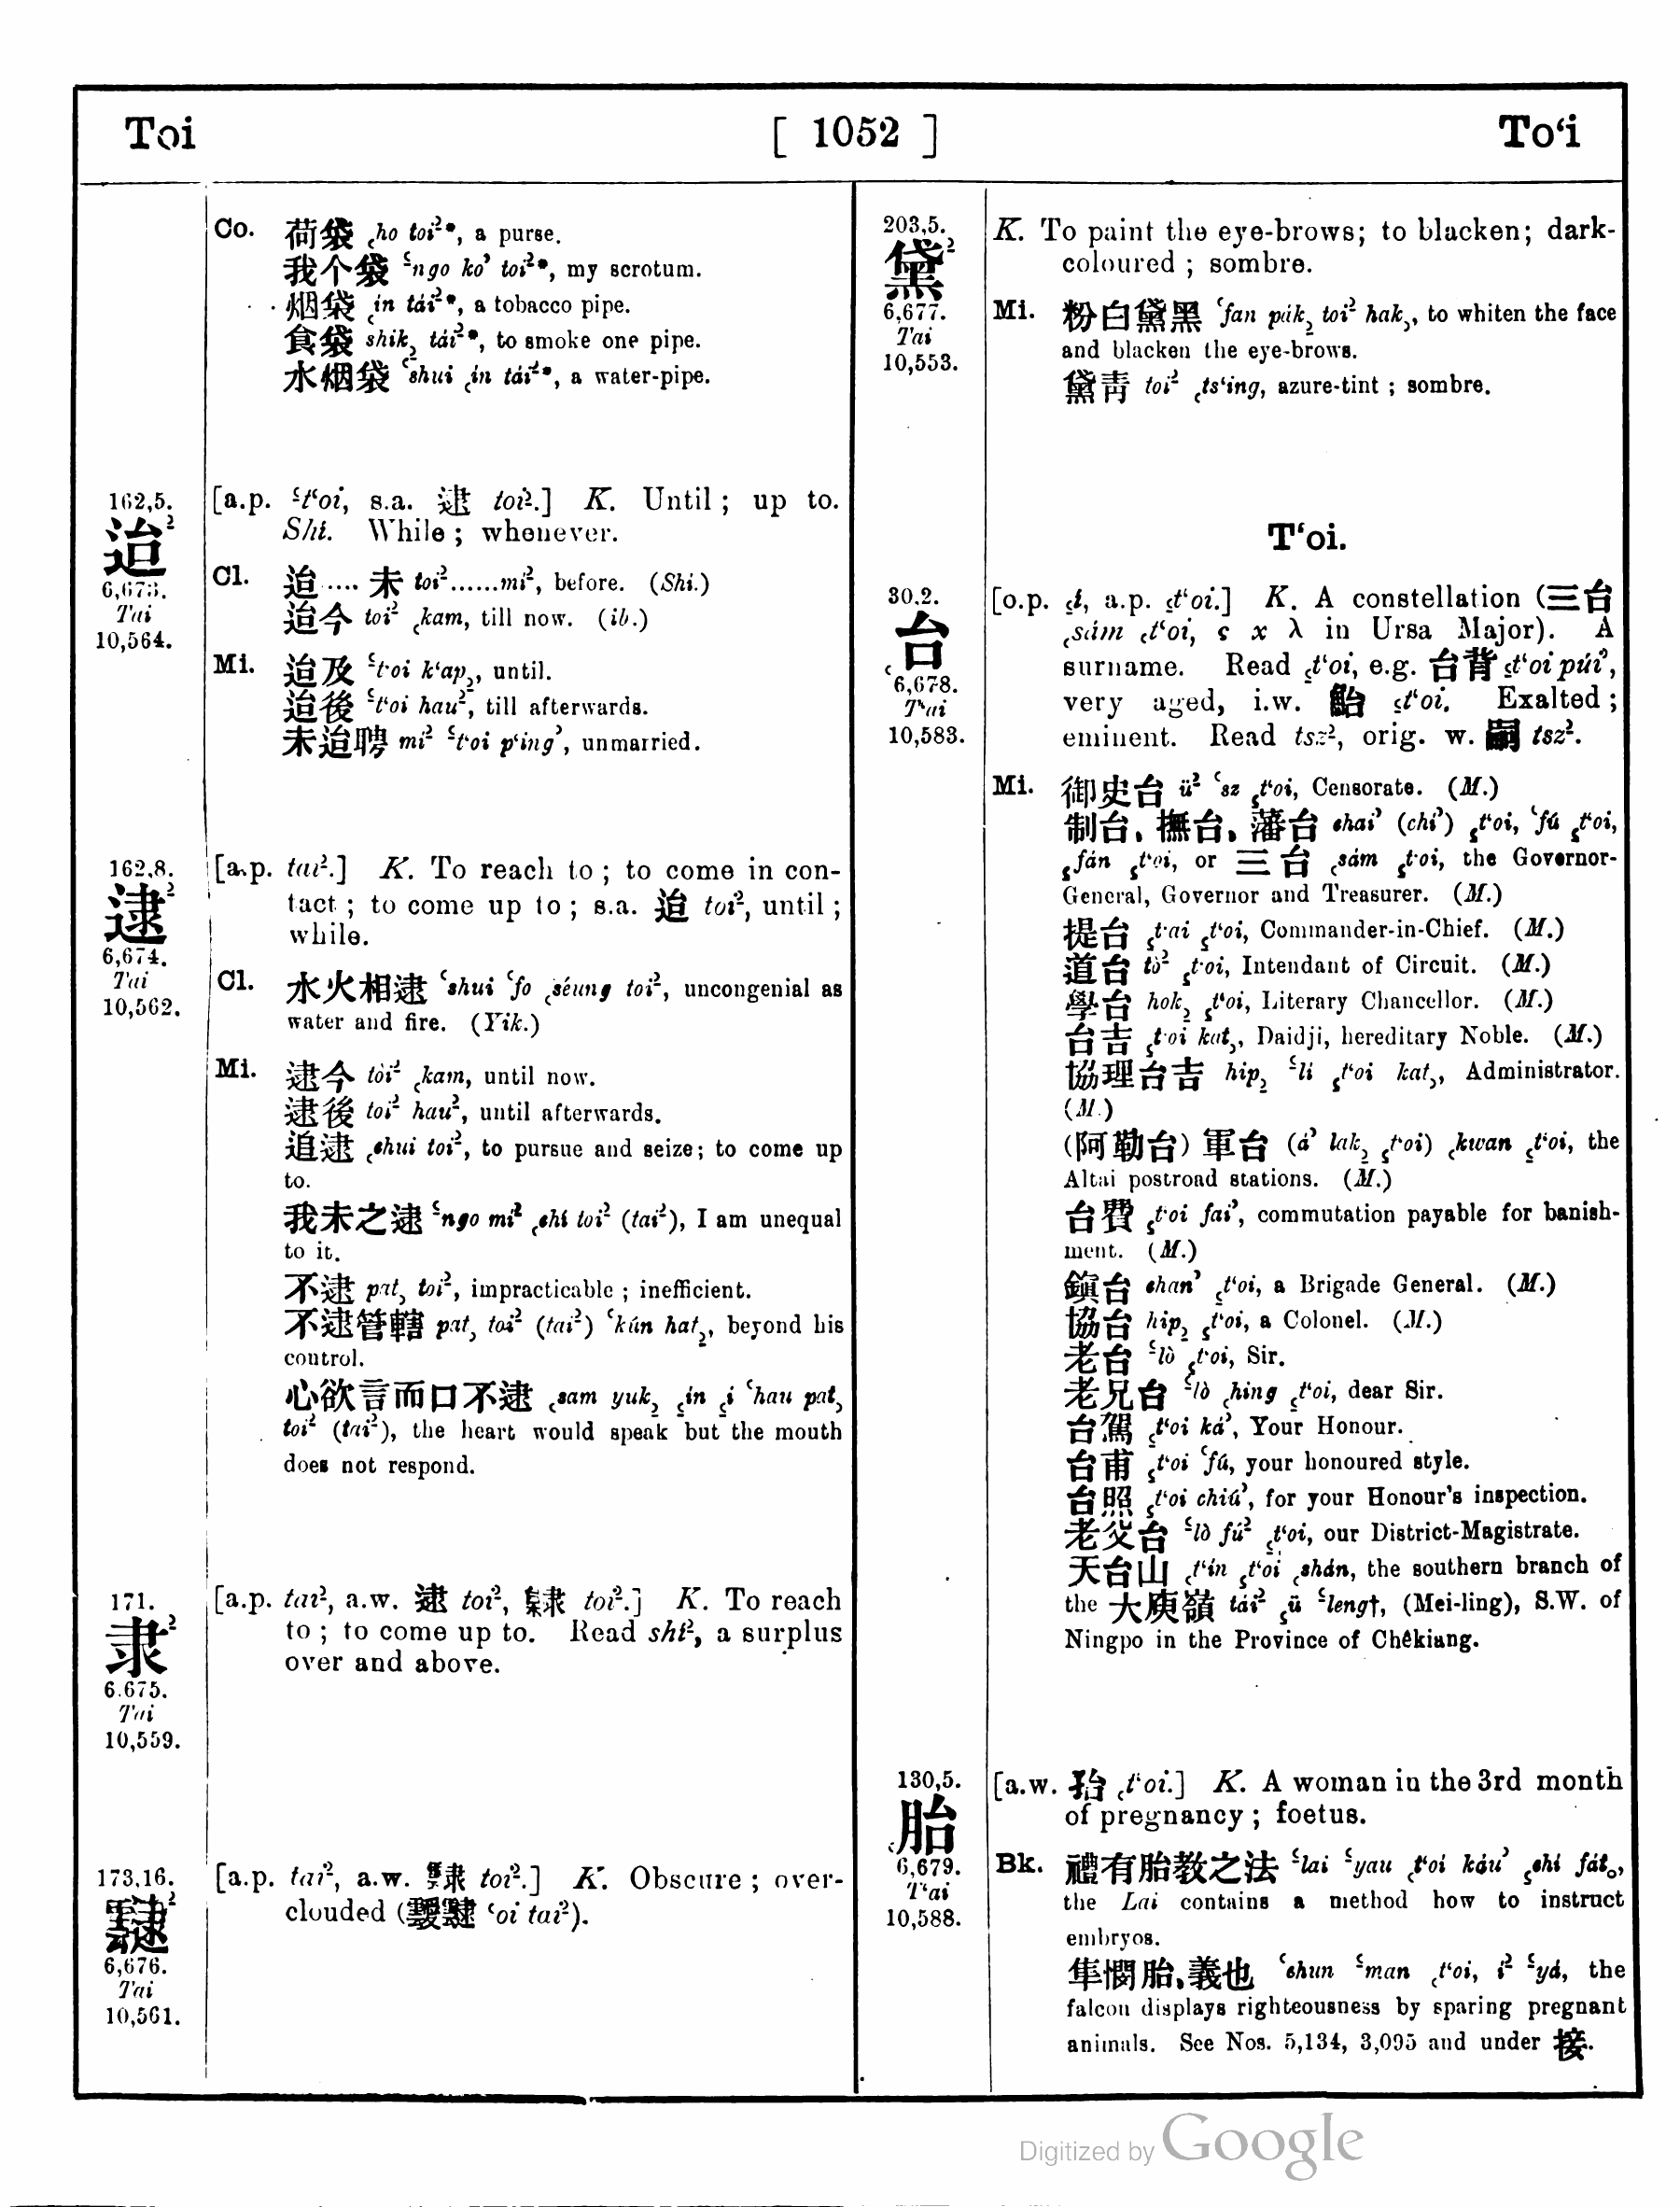 Toi
[ 1052 ]
To‘i
Co. 荷袋 ꜀ho toi²*, a purse.
我个袋 ꜂ngo ko꜄ toi²*, my scrotum.
烟袋 ꜀in tái²*, a tobacco pipe.
食袋 shik꜇ tái²*, to smoke one pipe.
水烟袋 ꜂shui ꜀in tái²*, a water-pipe.
162,5.
迨²
6,673.
Tai
10,564.
[a.p. ꜃t‘oi, s.a. 逮 toi².] K. Until; up to.
Shi. While; whenever.
Cl. 迨.... 未 toi²......mi², before. (Shi.)
迨今 toi² ꜀kam, till now. (ib.)
Mi. 迨及 ꜃t‘oi k‘ap꜇, until.
迨後 ꜃t‘oi hau², till afterwards.
未迨聘 mi² ꜃t‘oi p‘ing꜄, unmarried.
162,8.
逮²
6,674.
Tai
10,562.
[a.p. tai².] K. To reach to; to come in con-
tact; to come up to; s.a. 迨 toi², until;
while.
Cl. 水火相逮 ꜂shui ꜂fo ꜀séung toi², uncongenial as
water and fire. (Yik.)
Mi. 逮今 toi² ꜀kam, until now.
逮後 toi² hau², until afterwards.
追逮 ꜀chui toi², to pursue and seize; to come up
to.
我未之逮 ꜃ngo mi² ꜀chi toi² (tai²), I am unequal
to it.
不逮 pat꜆ toi², impracticable; inefficient.
不逮管轄 pat꜆ toi² (tai²) ꜂kún hat꜇, beyond his
control.
心欲言而口不逮 ꜀sam yuk꜇ ꜁in ꜁i ꜂hau pat꜆
toi² (tai²), the heart would speak but the mouth
does not respond.
171.
隶²
6,675.
Tai
10,559.
[a.p. tai², a.w. 逮 toi², toi².] K. To reach
to; to come up to. Read shi², a surplus
over and above.
173,16.
靆²
6,676.
Tai
10,561.
[a.p. tai², a.w. toi².] K. Obscure; over-
clouded (靉靆 ꜂oi tai²).
203,5.
黛²
6,677.
Tai
10,553.
K. To paint the eye-brows; to blacken; dark-
coloured; sombre.
Mi. 粉白黛黑 ꜂fan pák꜇ toi² hak꜆, to whiten the face
and blacken the eye-brows.
黛青 toi² ꜀ts‘ing, azure-tint; sombre.
T‘oi.
30,2.
꜀台
6,678.
T‘ai
10,583.
[o.p. ꜁i, a.p. ꜁t‘oi.] K. A constellation (三台
꜀sám ꜀t‘oi, ς x λ in Ursa Major). A
surname. Read ꜁t‘oi, e.g. 台背 ꜁t‘oi púi꜄,
very aged, i.w. 鮐 ꜁t‘oi. Exalted;
eminent. Read tsz², orig. w. 嗣 tsz².
Mi. 御史台 ü² ꜂sz ꜁t‘oi, Censorate. (M.)
制台, 撫台, 藩台 chai꜄ (chi꜄) ꜁t‘oi, ꜂fú ꜁t‘oi,
꜁fán ꜁t‘oi, or 三台 ꜀sám ꜁t‘oi, the Governor-
General, Governor and Treasurer. (M.)
提台 ꜁t‘ai ꜁t‘oi, Commander-in-Chief. (M.)
道台 tò² ꜁t‘oi, Intendant of Circuit. (M.)
學台 hok꜇ ꜁t‘oi, Literary Chancellor. (M.)
台吉 ꜁t‘oi kat꜆, Daidji, hereditary Noble. (M.)
協理台吉 hip꜇ ꜃li ꜁t‘oi kat꜆, Administrator.
(M.)
(阿勒台) 軍台 (á꜄ lak꜇ ꜁t‘oi) ꜀kwan ꜁t‘oi, the
Altai postroad stations. (M.)
台費 ꜁t‘oi fai꜄, commutation payable for banish-
ment. (M.)
鎮台 chan꜄ ꜁t‘oi, a Brigade General. (M.)
協台 hip꜇ ꜁t‘oi, a Colonel. (M.)
老台 ꜃lò ꜁t‘oi, Sir.
老兄台 ꜃lò ꜀hing ꜁t‘oi, dear Sir.
台駕 ꜁t‘oi ká꜄, Your Honour.
台甫 ꜁t‘oi ꜂fú, your honoured style.
台照 ꜁t‘oi chiú꜄, for your Honour's inspection.
老父台 ꜃lò fú² ꜁t‘oi, our District-Magistrate.
天台山 ꜀t‘ín ꜁t‘oi ꜀shán, the southern branch of
the 大庾嶺 tái² ꜁ü ꜃leng†, (Mei-ling), S.W. of
Ningpo in the Province of Chêkiang.
130,5.
꜀胎
6,679.
T‘ai
10,588.
[a.w. 孡 ꜀t‘oi.] K. A woman in the 3rd month
of pregnancy; foetus.
Bk. 禮有胎教之法 ꜃lai ꜃yau ꜀t‘oi káu꜄ ꜀chi fát꜆,
the Lai contains a method how to instruct
embryos.
隼憫胎,義也 ꜂chun ꜃man ꜀t‘oi, i² ꜃yá, the
falcon displays righteousness by sparing pregnant
animals. See Nos. 5,134, 3,095 and under 接.
Digitized by Google